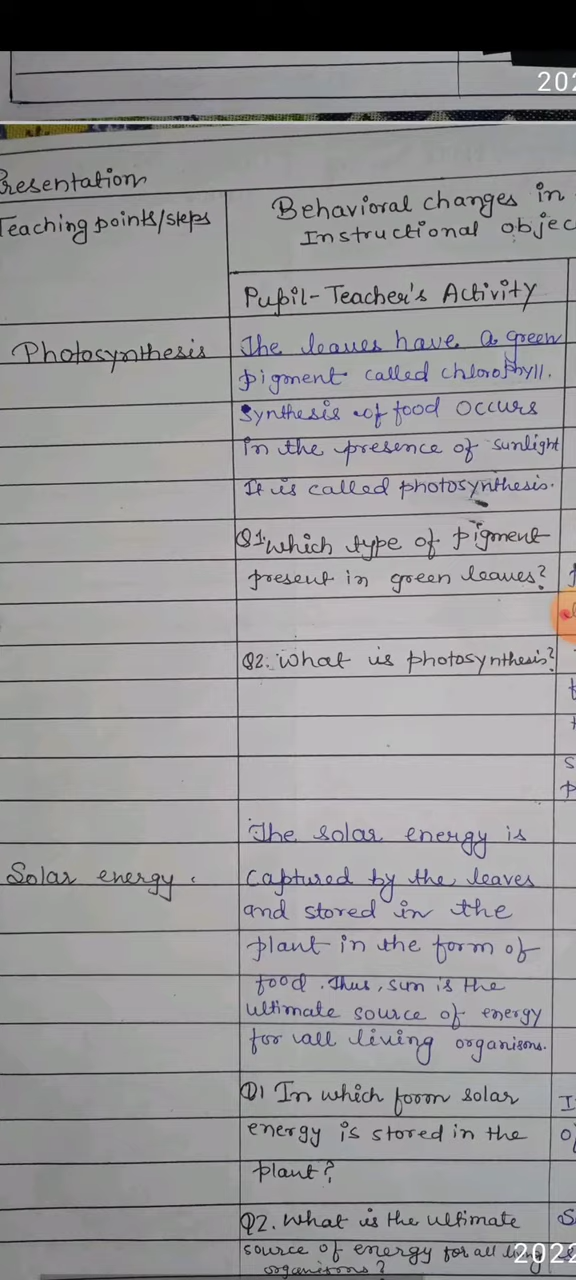 202
Presentation
Teaching points/steps
Behavioral changes in
Instructional objec
Pupil-Teacher's Activity
Photosynthesis
The leaves have a green
pigment called chlorophyll.
Synthesis of food occurs
in the presence of sunlight
It is called photosynthesis.
Q1. Which type of pigment
present in green leaves?
Q2. What is photosynthesis?
t
t
s
p
Solar energy.
The solar energy is
captured by the leaves
and stored in the
plant in the form of
food. Thus, sun is the
ultimate source of energy
for all living organisms.
Q1 In which form solar
energy is stored in the
plant?
I
of
Q2. What is the ultimate
source of energy for all living
organisms?
S
2022